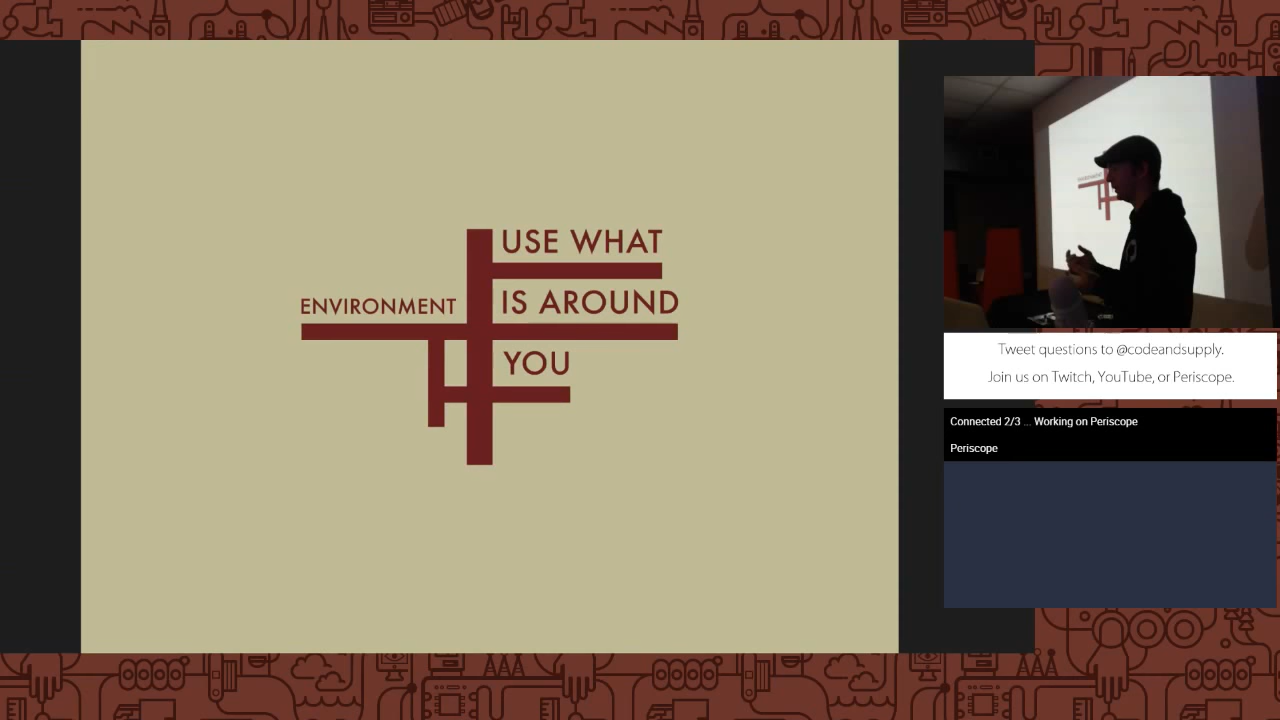 USE WHAT
ENVIRONMENT
IS AROUND
YOU
ENVIRONMENT
Tweet questions to @codeandsupply.
Join us on Twitch, YouTube, or Periscope.
Connected 2/3 ... Working on Periscope
Periscope